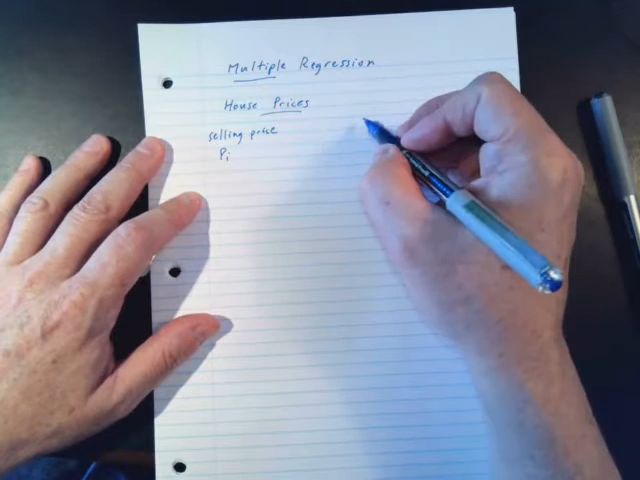 Multiple Regression
House Prices
selling price
Pi